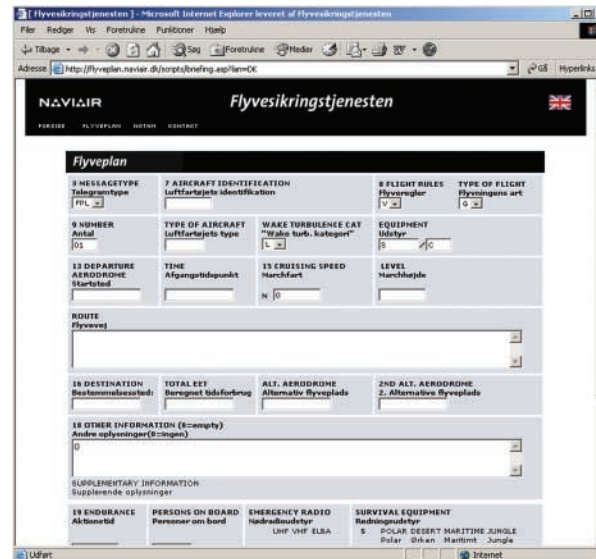 [ Flyvesikringstjenesten ] - Microsoft Internet Explorer leveret af Flyvesikringstjenesten
Filer Rediger Vis Foretrukne Funktioner Hjælp
Tilbage Søg Foretrukne Medier
Adresse http://flyveplan.naviair.dk/scripts/briefing.asp?lan=DK Gå Hyperlinks
NAVIAIR Flyvesikringstjenesten
FORSIDE FLYVEPLAN NOTAM KONTAKT
Flyveplan
3 MESSAGETYPE 7 AIRCRAFT IDENTIFICATION 8 FLIGHT RULES TYPE OF FLIGHT
Telegramtype Luftfartøjets identifikation Flyveregler Flyvningens art
FPL V G
9 NUMBER TYPE OF AIRCRAFT WAKE TURBULENCE CAT EQUIPMENT
Antal Luftfartøjets type "Wake turb. kategori" Udstyr
01 L S / C
13 DEPARTURE TIME 15 CRUISING SPEED LEVEL
AERODROME Afgangstidspunkt Marchfart Marchhøjde
Startsted
N 0
ROUTE
Flyvevej
16 DESTINATION TOTAL EET ALT. AERODROME 2ND ALT. AERODROME
Bestemmelsessted: Beregnet tidsforbrug Alternativ flyveplads 2. Alternative flyveplads
18 OTHER INFORMATION (0=empty)
Andre oplysninger(0=ingen)
0
SUPPLEMENTARY INFORMATION
Supplerende oplysninger
19 ENDURANCE PERSONS ON BOARD EMERGENCY RADIO SURVIVAL EQUIPMENT
Aktionstid Personer om bord Nødradioudstyr Redningsudstyr
UHF VHF ELBA S POLAR DESERT MARITIME JUNGLE
Polar Ørken Maritimt Jungle
Udført Internet